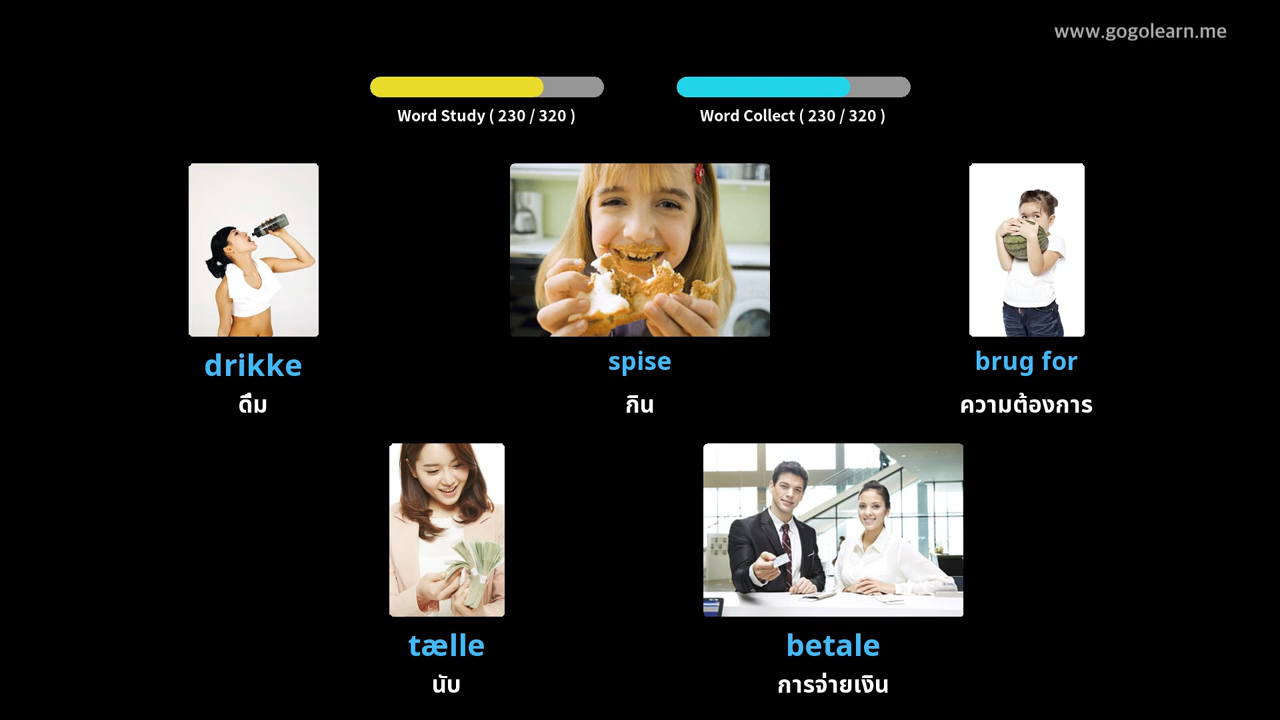 www.gogolearn.me
Word Study ( 230 / 320 )
Word Collect ( 230 / 320 )
drikke
ดื่ม
spise
กิน
brug for
ความต้องการ
tælle
นับ
betale
การจ่ายเงิน